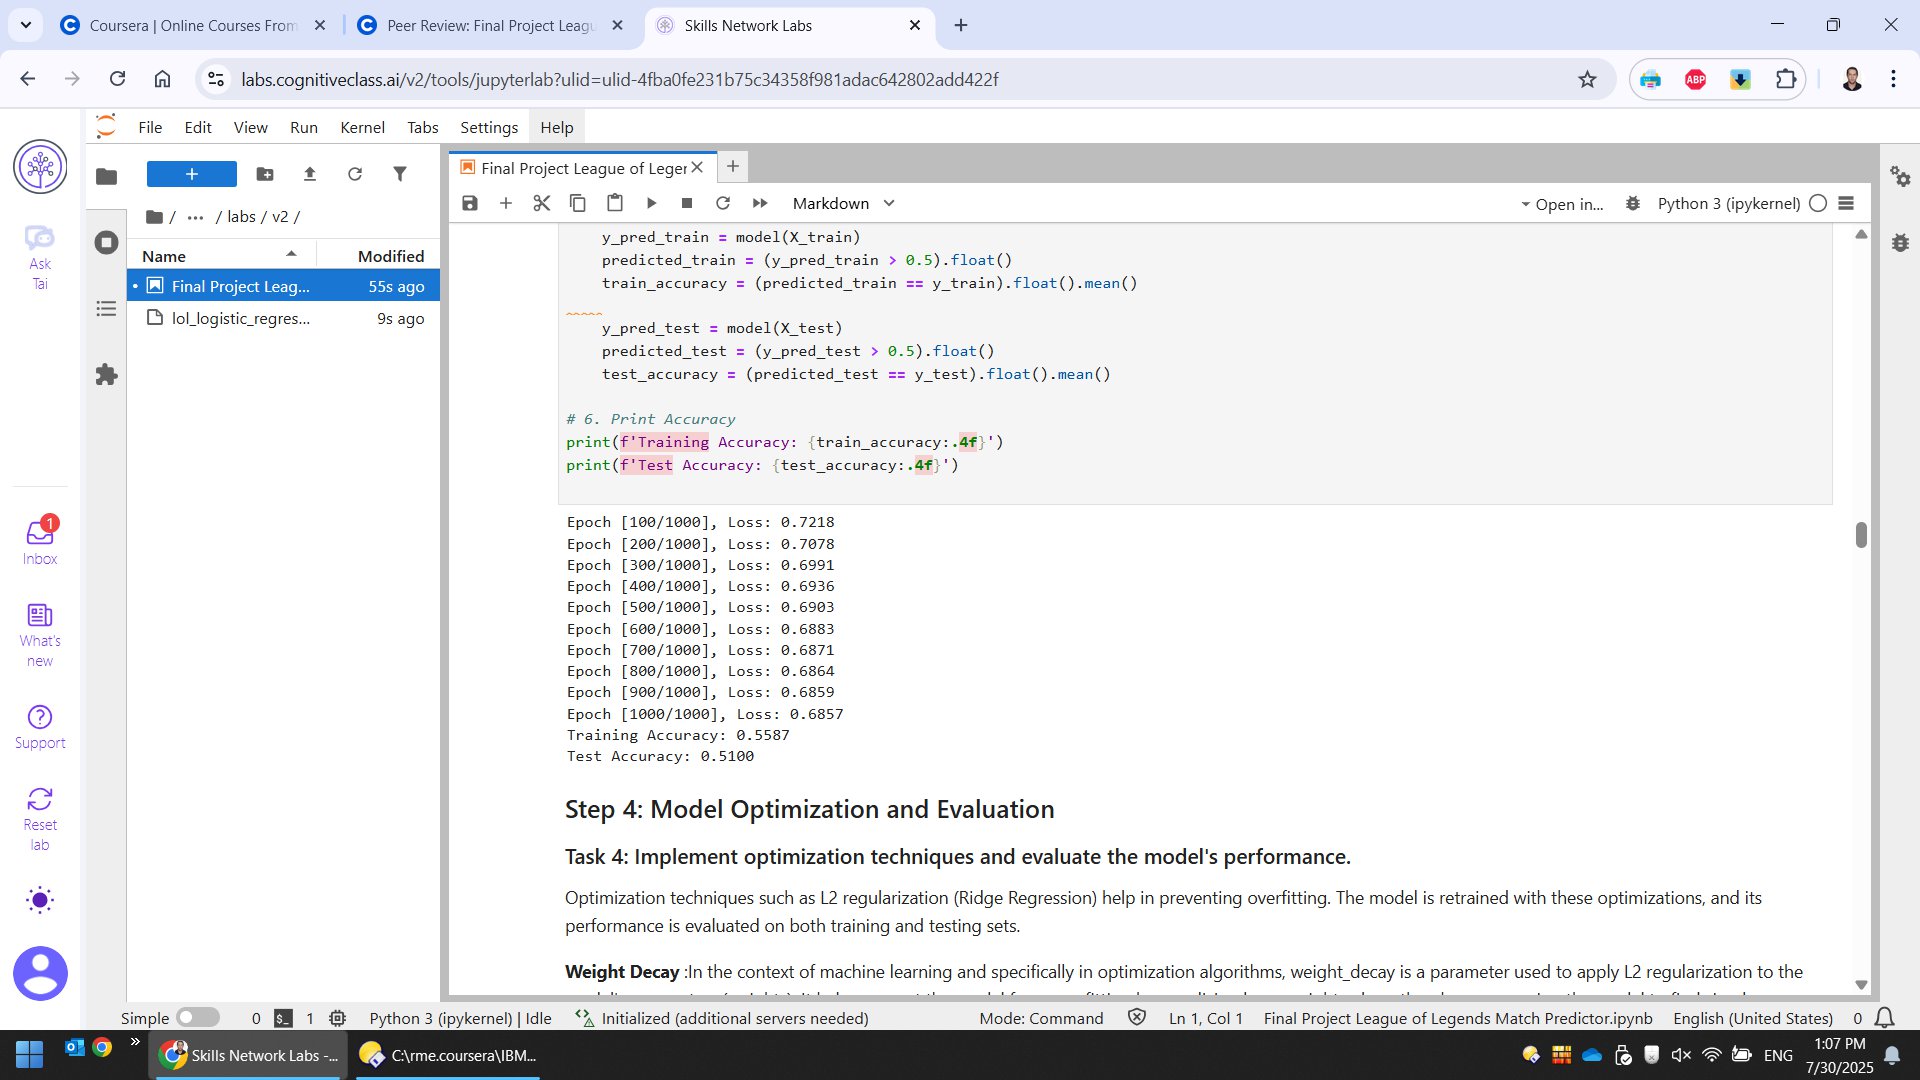 Coursera | Online Courses From
Peer Review: Final Project Leagu
Skills Network Labs
labs.cognitiveclass.ai/v2/tools/jupyterlab?ulid=ulid-4fba0fe231b75c34358f981adac642802add422f
ABP
File Edit View Run Kernel Tabs Settings Help
Ask
Tai
Inbox
1
What's
new
Support
Reset
lab
+
/ ... / labs / v2 /
Name Modified
Final Project Leag... 55s ago
lol_logistic_regres... 9s ago
Final Project League of Leger
Markdown
Open in...
Python 3 (ipykernel)
y_pred_train = model(X_train)
predicted_train = (y_pred_train > 0.5).float()
train_accuracy = (predicted_train == y_train).float().mean()
y_pred_test = model(X_test)
predicted_test = (y_pred_test > 0.5).float()
test_accuracy = (predicted_test == y_test).float().mean()
# 6. Print Accuracy
print(f'Training Accuracy: {train_accuracy:.4f}')
print(f'Test Accuracy: {test_accuracy:.4f}')
Epoch [100/1000], Loss: 0.7218
Epoch [200/1000], Loss: 0.7078
Epoch [300/1000], Loss: 0.6991
Epoch [400/1000], Loss: 0.6936
Epoch [500/1000], Loss: 0.6903
Epoch [600/1000], Loss: 0.6883
Epoch [700/1000], Loss: 0.6871
Epoch [800/1000], Loss: 0.6864
Epoch [900/1000], Loss: 0.6859
Epoch [1000/1000], Loss: 0.6857
Training Accuracy: 0.5587
Test Accuracy: 0.5100
Step 4: Model Optimization and Evaluation
Task 4: Implement optimization techniques and evaluate the model's performance.
Optimization techniques such as L2 regularization (Ridge Regression) help in preventing overfitting. The model is retrained with these optimizations, and its
performance is evaluated on both training and testing sets.
Weight Decay :In the context of machine learning and specifically in optimization algorithms, weight_decay is a parameter used to apply L2 regularization to the
Simple 0 1 Python 3 (ipykernel) | Idle Initialized (additional servers needed) Mode: Command Ln 1, Col 1 Final Project League of Legends Match Predictor.ipynb English (United States) 0
Skills Network Labs -...
C:\rme.coursera\IBM...
ENG
1:07 PM
7/30/2025